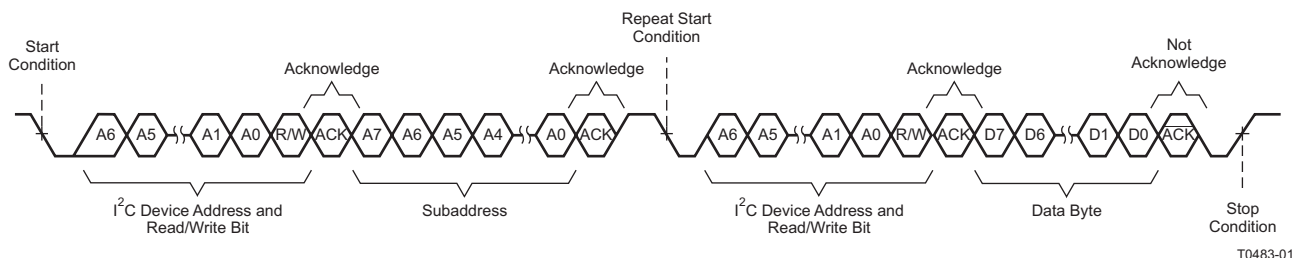 Repeat Start
Condition
Start
Condition
Not
Acknowledge
Acknowledge
Acknowledge
Acknowledge
A6 A5 A1 A0 R/W ACK A7 A6 A5 A4 A0 ACK A6 A5 A1 A0 R/W ACK D7 D6 D1 D0 ACK
I²C Device Address and
Read/Write Bit
Subaddress
I²C Device Address and
Read/Write Bit
Data Byte
Stop
Condition
T0483-01